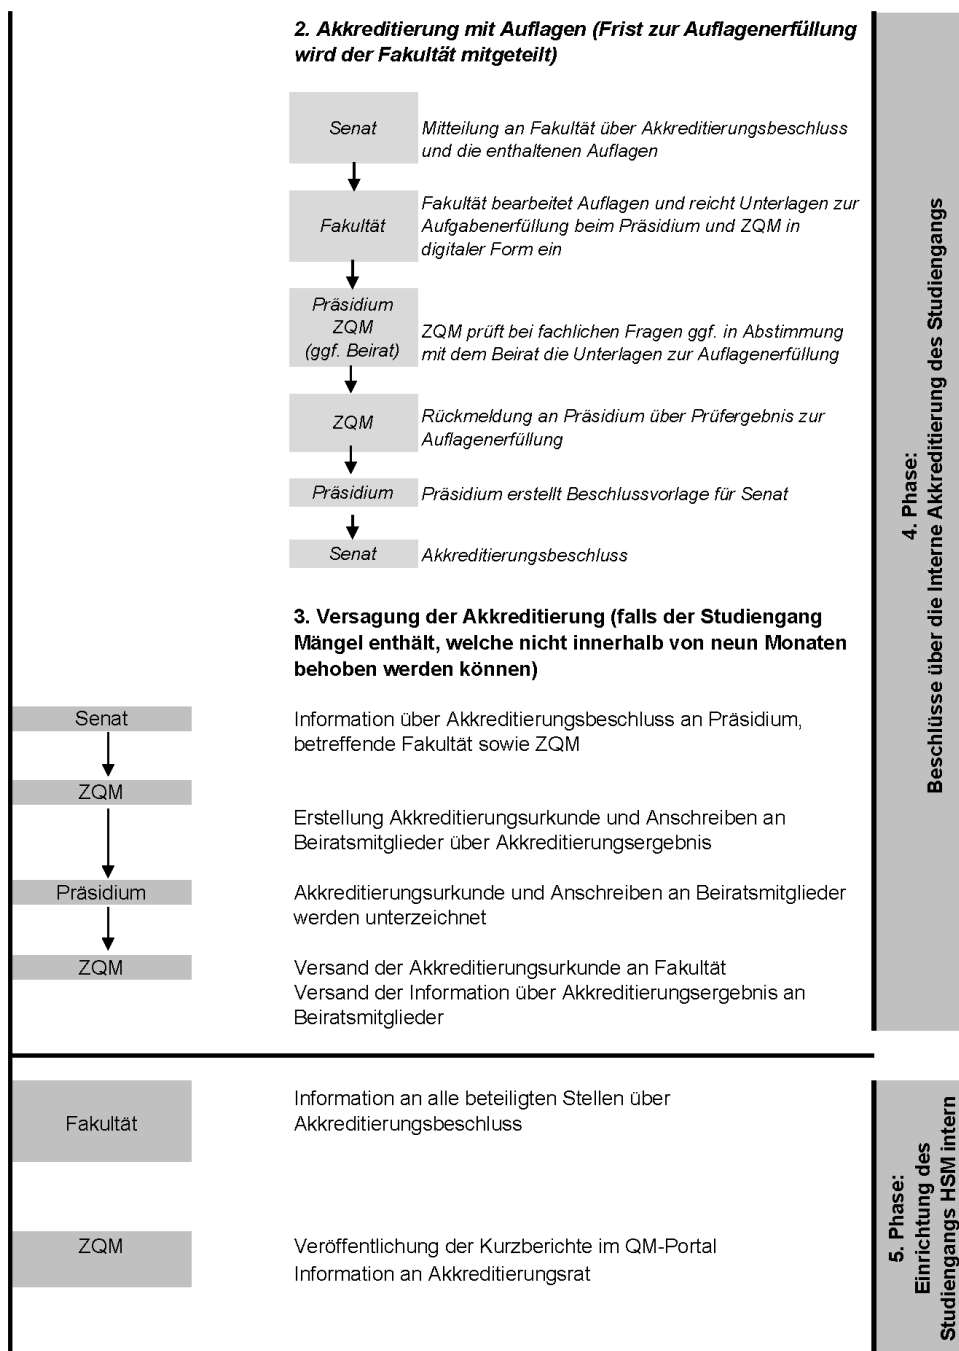 2. Akkreditierung mit Auflagen (Frist zur Auflagenerfüllung
wird der Fakultät mitgeteilt)
Senat
Mitteilung an Fakultät über Akkreditierungsbeschluss
und die enthaltenen Auflagen
Fakultät
Fakultät bearbeitet Auflagen und reicht Unterlagen zur
Aufgabenerfüllung beim Präsidium und ZQM in
digitaler Form ein
Präsidium
ZQM
(ggf. Beirat)
ZQM prüft bei fachlichen Fragen ggf. in Abstimmung
mit dem Beirat die Unterlagen zur Auflagenerfüllung
ZQM
Rückmeldung an Präsidium über Prüfergebnis zur
Auflagenerfüllung
Präsidium
Präsidium erstellt Beschlussvorlage für Senat
Senat
Akkreditierungsbeschluss
3. Versagung der Akkreditierung (falls der Studiengang
Mängel enthält, welche nicht innerhalb von neun Monaten
behoben werden können)
Senat
Information über Akkreditierungsbeschluss an Präsidium,
betreffende Fakultät sowie ZQM
ZQM
Erstellung Akkreditierungsurkunde und Anschreiben an
Beiratsmitglieder über Akkreditierungsergebnis
Präsidium
Akkreditierungsurkunde und Anschreiben an Beiratsmitglieder
werden unterzeichnet
ZQM
Versand der Akkreditierungsurkunde an Fakultät
Versand der Information über Akkreditierungsergebnis an
Beiratsmitglieder
4. Phase:
Beschlüsse über die Interne Akkreditierung des Studiengangs
Fakultät
Information an alle beteiligten Stellen über
Akkreditierungsbeschluss
ZQM
Veröffentlichung der Kurzberichte im QM-Portal
Information an Akkreditierungsrat
5. Phase:
Einrichtung des
Studiengangs HSM intern